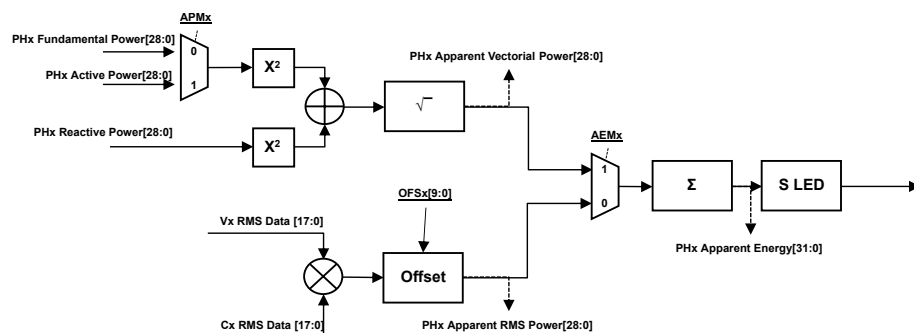 APMx
PHx Fundamental Power[28:0]
0
PHx Active Power[28:0]
1
X²
PHx Apparent Vectorial Power[28:0]
√‾
PHx Reactive Power[28:0]
X²
AEMx
1
0
Σ
S LED
OFSx[9:0]
Vx RMS Data [17:0]
PHx Apparent Energy[31:0]
Offset
Cx RMS Data [17:0]
PHx Apparent RMS Power[28:0]